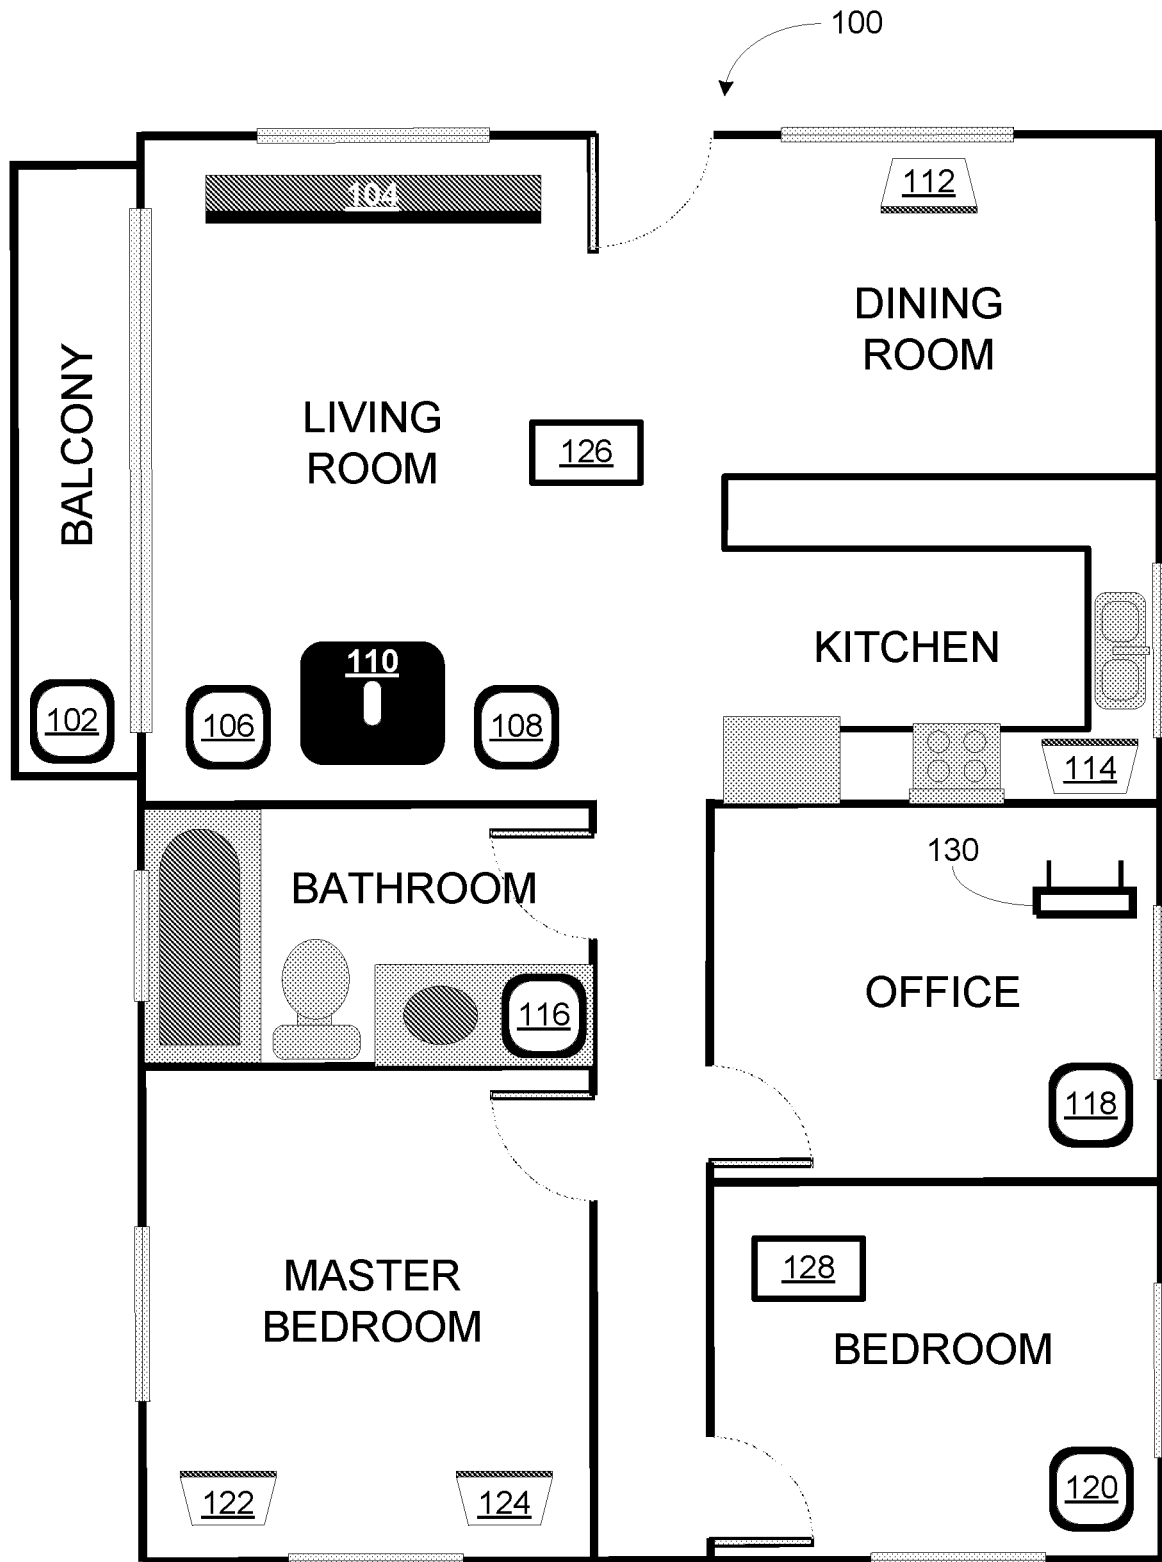 100
104
112
DINING
ROOM
BALCONY
LIVING
ROOM
126
KITCHEN
110
102
106
108
114
130
BATHROOM
OFFICE
116
118
MASTER
BEDROOM
128
BEDROOM
122
124
120